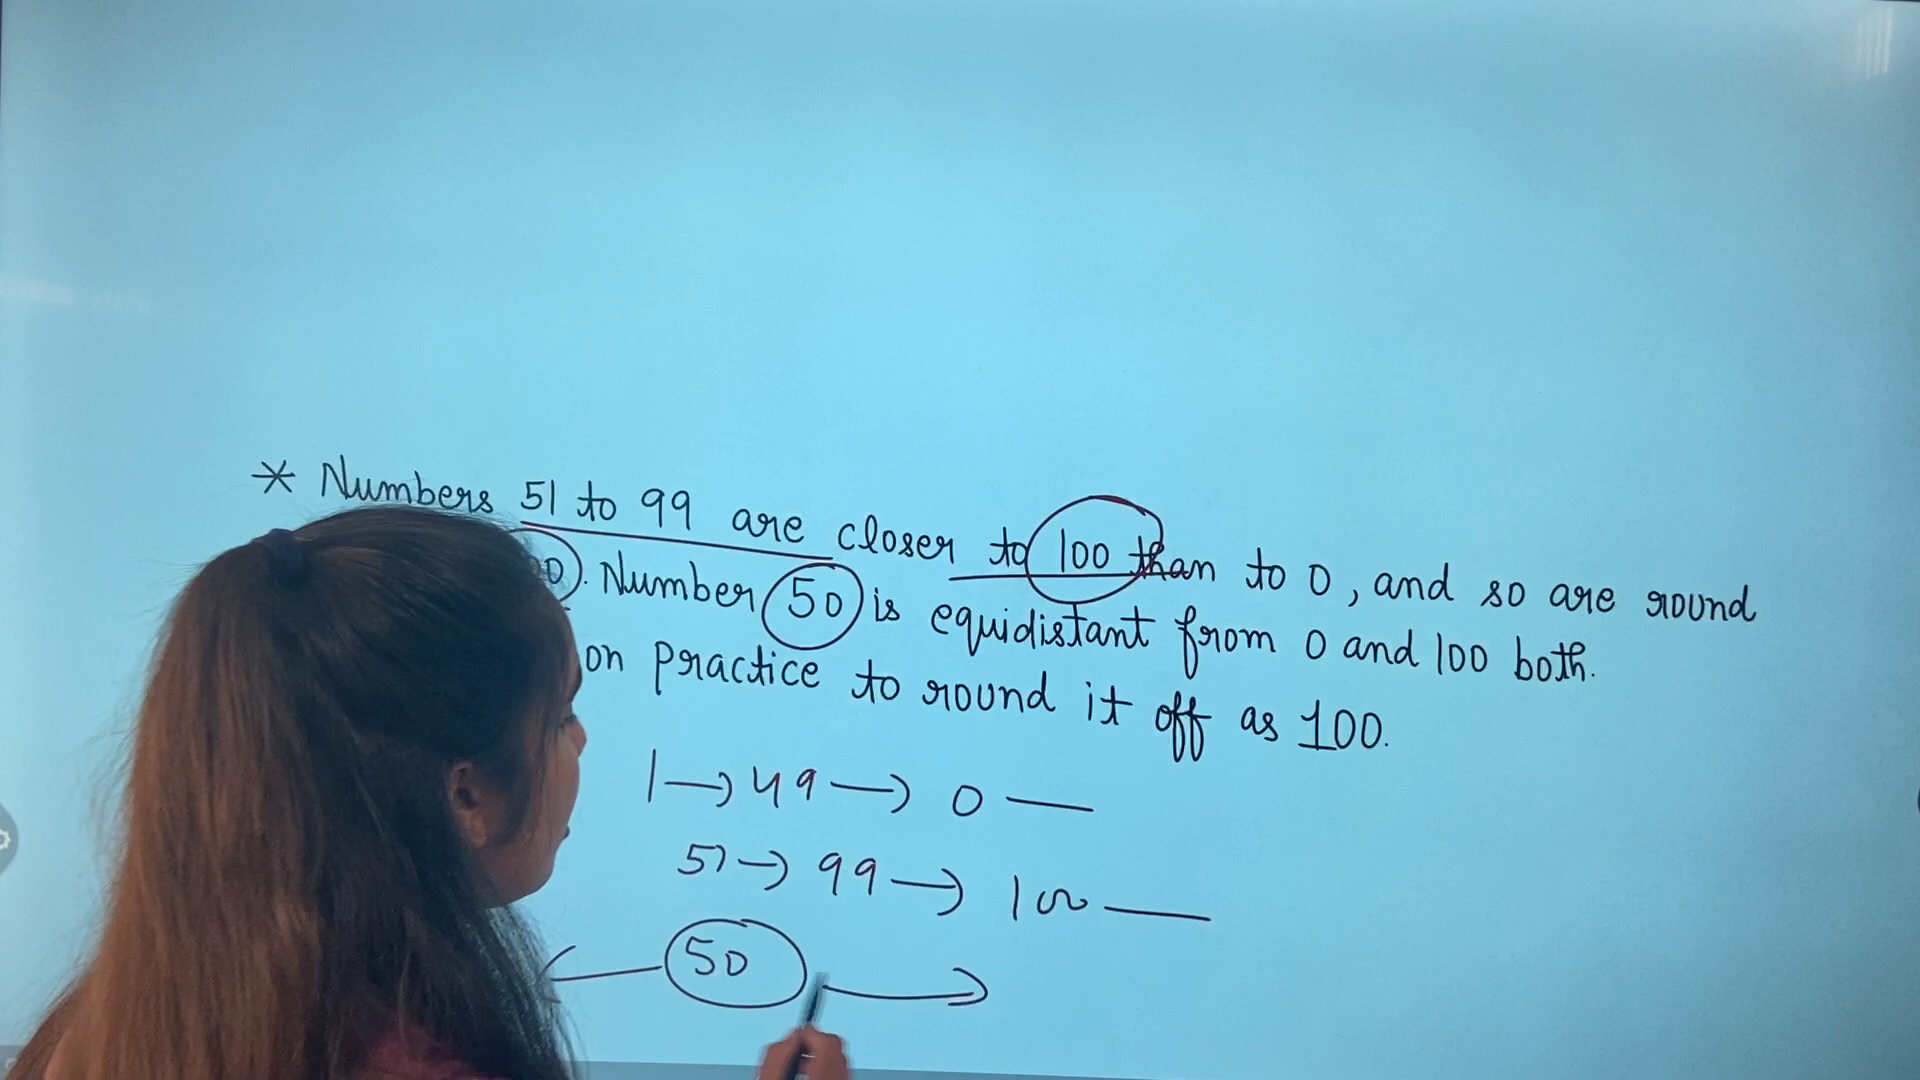 * Numbers 51 to 99 are closer to 100 than to 0, and so are round
. Number 50 is equidistant from 0 and 100 both.
on practice to round it off as 100.
1 → 49 → 0 —
51 → 99 → 100 —
50